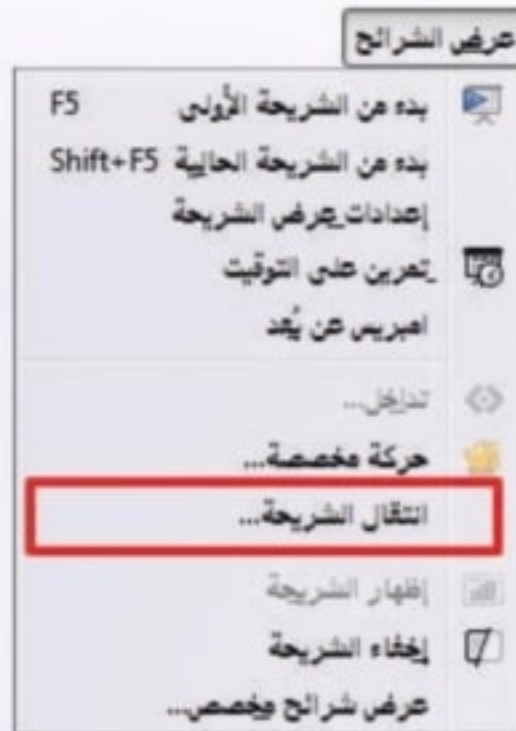 عرض الشرائح
بدء من الشريحة الأولى F5
بدء من الشريحة الحالية Shift+F5
إعدادات عرض الشريحة
تمرين على التوقيت
امبريس عن بُعد
تداخل...
حركة مخصصة...
انتقال الشريحة...
إظهار الشريحة
إخفاء الشريحة
عرض شرائح مخصص...